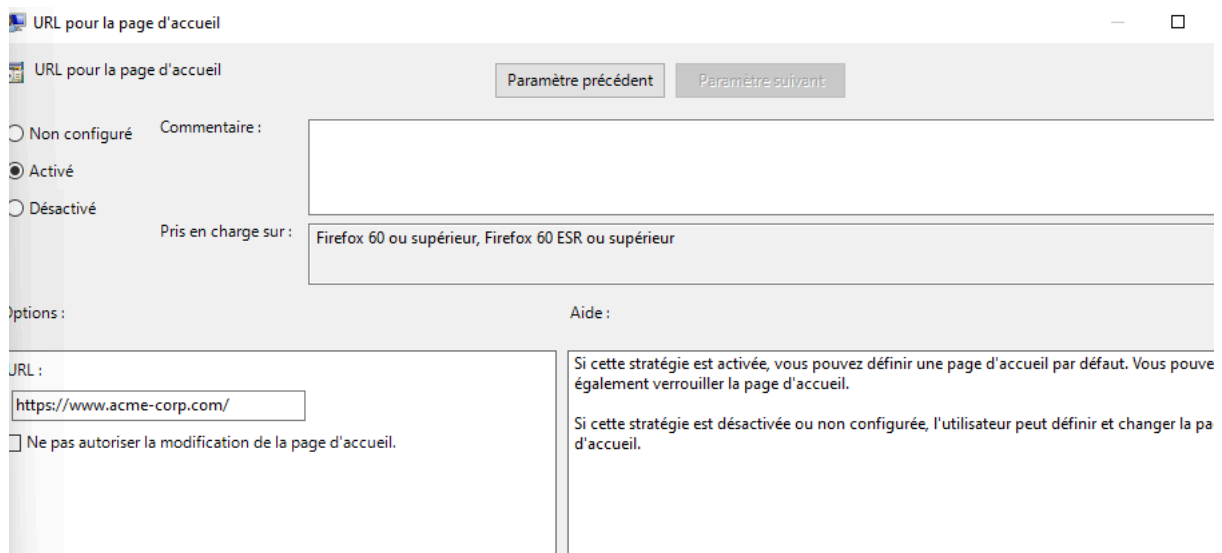 URL pour la page d'accueil
URL pour la page d'accueil
Paramètre précédent
Paramètre suivant
Non configuré
Commentaire :
Activé
Désactivé
Pris en charge sur :
Firefox 60 ou supérieur, Firefox 60 ESR ou supérieur
Options :
Aide :
URL :
https://www.acme-corp.com/
Ne pas autoriser la modification de la page d'accueil.
Si cette stratégie est activée, vous pouvez définir une page d'accueil par défaut. Vous pouve
également verrouiller la page d'accueil.
Si cette stratégie est désactivée ou non configurée, l'utilisateur peut définir et changer la pa
d'accueil.